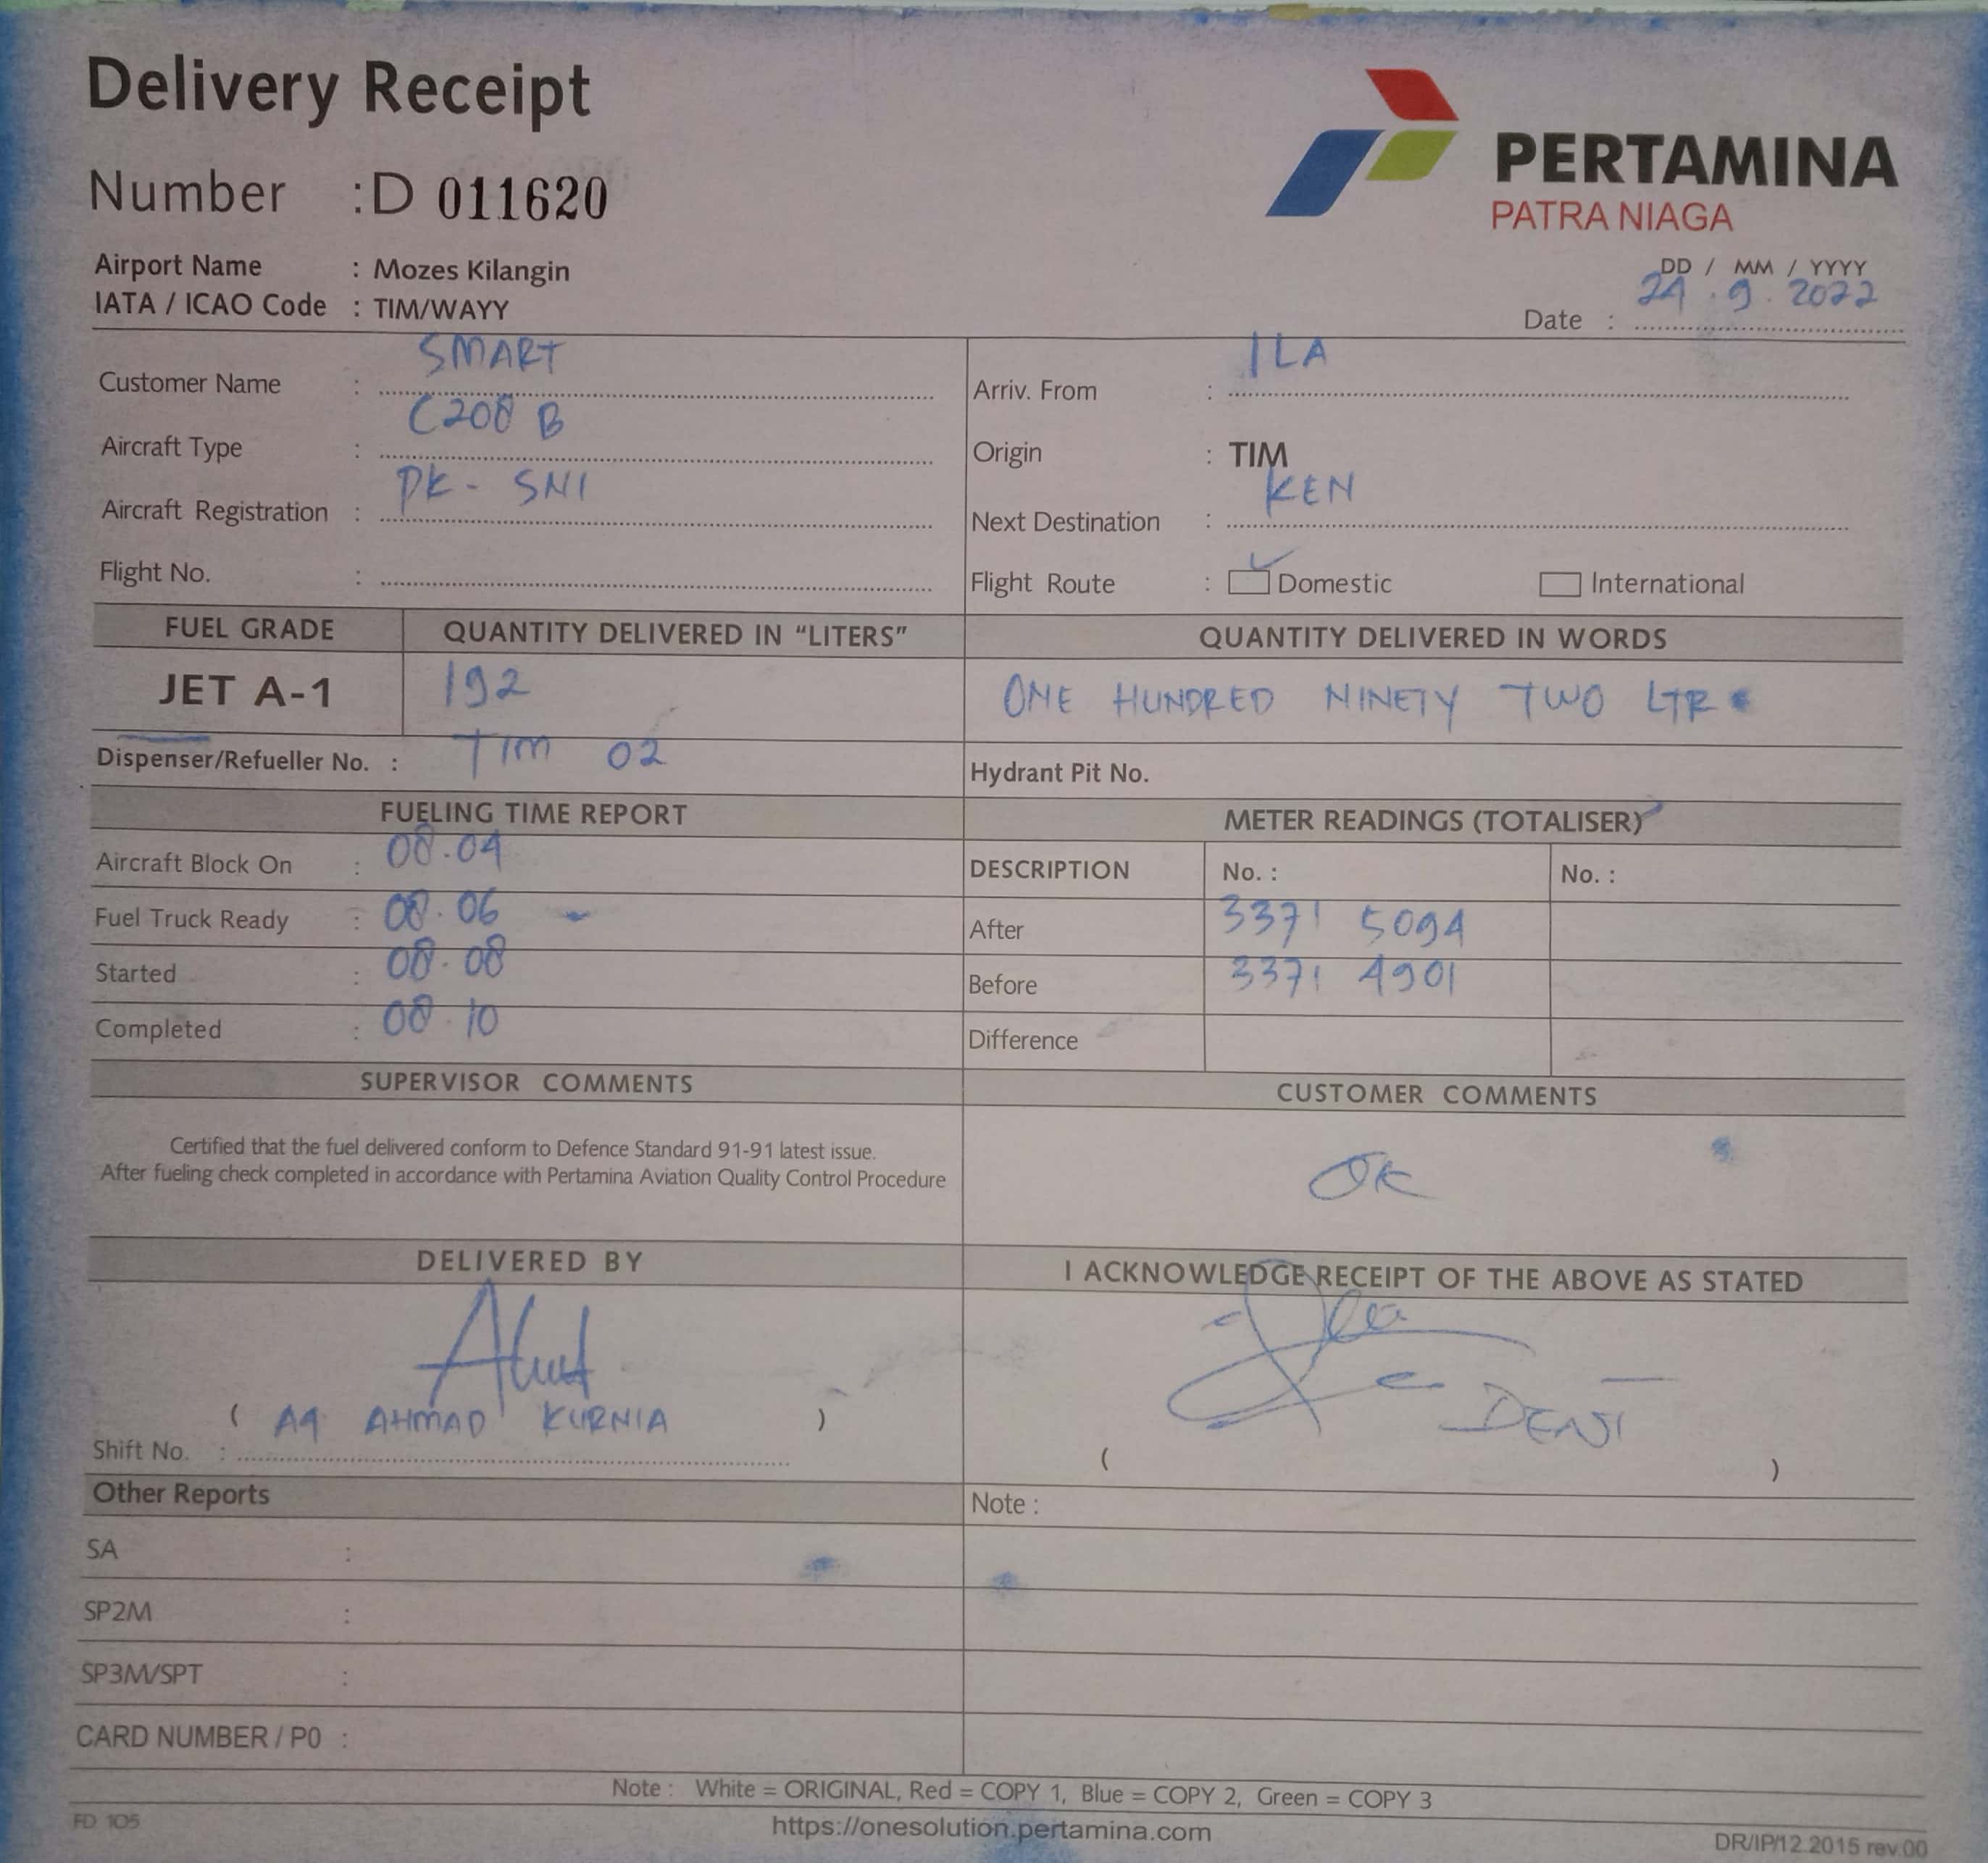 Delivery Receipt
Number : D 011620
PERTAMINA
PATRA NIAGA
Airport Name : Mozes Kilangin
IATA / ICAO Code : TIM/WAYY
DD / MM / YYYY
Date : 24 . 9 . 2022
Customer Name : SMART
Aircraft Type : C208 B
Aircraft Registration : PK - SNI
Flight No. :
Arriv. From : ILA
Origin : TIM
Next Destination : KEN
Flight Route : Domestic International
FUEL GRADE QUANTITY DELIVERED IN “LITERS” QUANTITY DELIVERED IN WORDS
JET A-1 192 ONE HUNDRED NINETY TWO LTR
Dispenser/Refueller No. : TIM 02 Hydrant Pit No.
FUELING TIME REPORT
Aircraft Block On : 08.04
Fuel Truck Ready : 08.06
Started : 08.08
Completed : 08.10
METER READINGS (TOTALISER)
DESCRIPTION No. : No. :
After 3371 5094
Before 3371 4901
Difference
SUPERVISOR COMMENTS
Certified that the fuel delivered conform to Defence Standard 91-91 latest issue.
After fueling check completed in accordance with Pertamina Aviation Quality Control Procedure
CUSTOMER COMMENTS
OK
DELIVERED BY
( AHMAD KURNIA )
Shift No. :
I ACKNOWLEDGE RECEIPT OF THE ABOVE AS STATED
( )
Other Reports
SA :
SP2M :
SP3M/SPT :
CARD NUMBER / P0 :
Note :
Note : White = ORIGINAL, Red = COPY 1, Blue = COPY 2, Green = COPY 3
FD 105
https://onesolution.pertamina.com
DR/IP/12.2015 rev.00